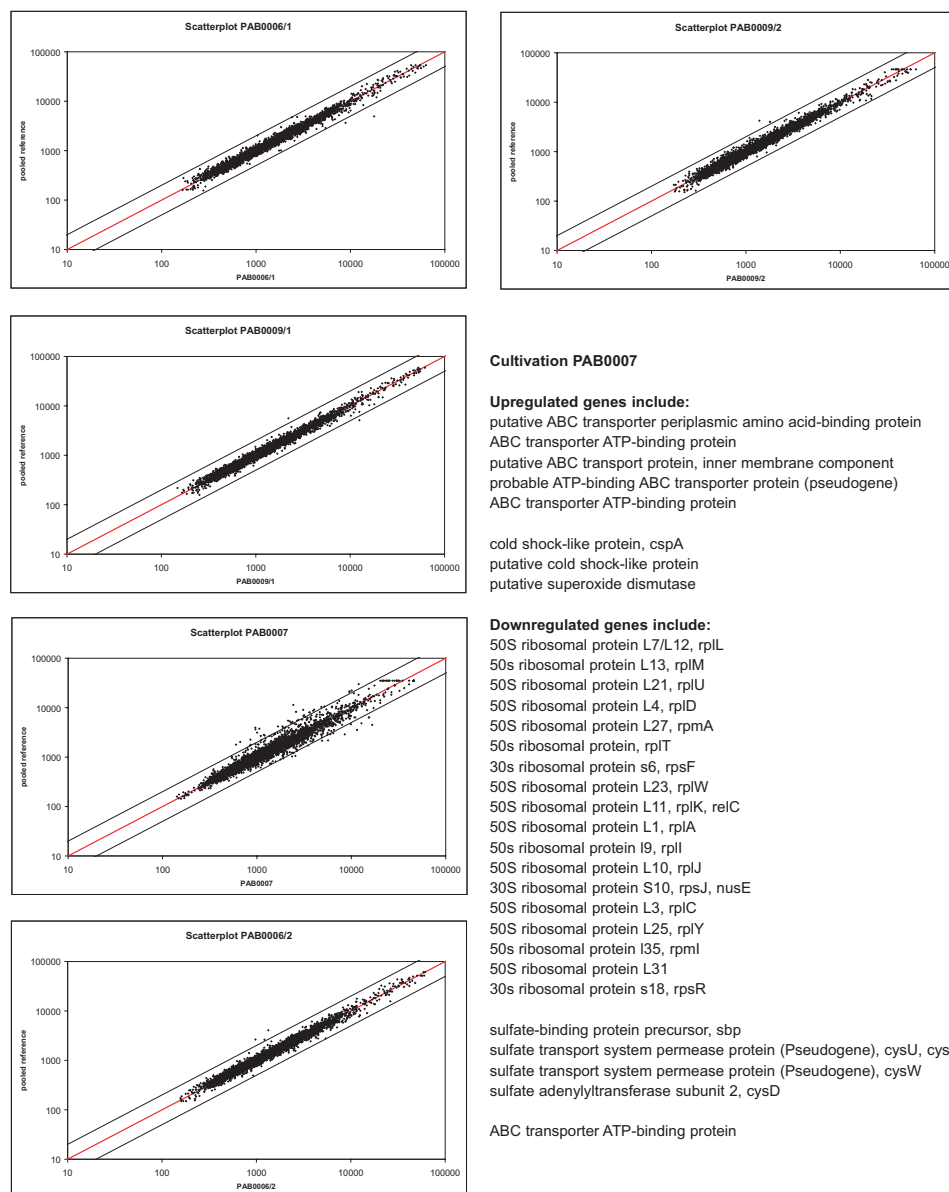 Scatterplot PAB0006/1
100000
10000
1000
100
10
pooled reference
10 100 1000 10000 100000
PAB0006/1
Scatterplot PAB0009/2
100000
10000
1000
100
10
pooled reference
10 100 1000 10000 100000
PAB0009/2
Scatterplot PAB0009/1
100000
10000
1000
100
10
pooled reference
10 100 1000 10000 100000
PAB0009/1
Scatterplot PAB0007
100000
10000
1000
100
10
pooled reference
10 100 1000 10000 100000
PAB0007
Scatterplot PAB0006/2
100000
10000
1000
100
10
pooled reference
10 100 1000 10000 100000
PAB0006/2
Cultivation PAB0007
Upregulated genes include:
putative ABC transporter periplasmic amino acid-binding protein
ABC transporter ATP-binding protein
putative ABC transport protein, inner membrane component
probable ATP-binding ABC transporter protein (pseudogene)
ABC transporter ATP-binding protein
cold shock-like protein, cspA
putative cold shock-like protein
putative superoxide dismutase
Downregulated genes include:
50S ribosomal protein L7/L12, rplL
50s ribosomal protein L13, rplM
50S ribosomal protein L21, rplU
50S ribosomal protein L4, rplD
50S ribosomal protein L27, rpmA
50s ribosomal protein, rplT
30s ribosomal protein s6, rpsF
50S ribosomal protein L23, rplW
50S ribosomal protein L11, rplK, relC
50S ribosomal protein L1, rplA
50s ribosomal protein l9, rplI
50S ribosomal protein L10, rplJ
30S ribosomal protein S10, rpsJ, nusE
50S ribosomal protein L3, rplC
50S ribosomal protein L25, rplY
50s ribosomal protein l35, rpmI
50S ribosomal protein L31
30s ribosomal protein s18, rpsR
sulfate-binding protein precursor, sbp
sulfate transport system permease protein (Pseudogene), cysU, cys
sulfate transport system permease protein (Pseudogene), cysW
sulfate adenylyltransferase subunit 2, cysD
ABC transporter ATP-binding protein